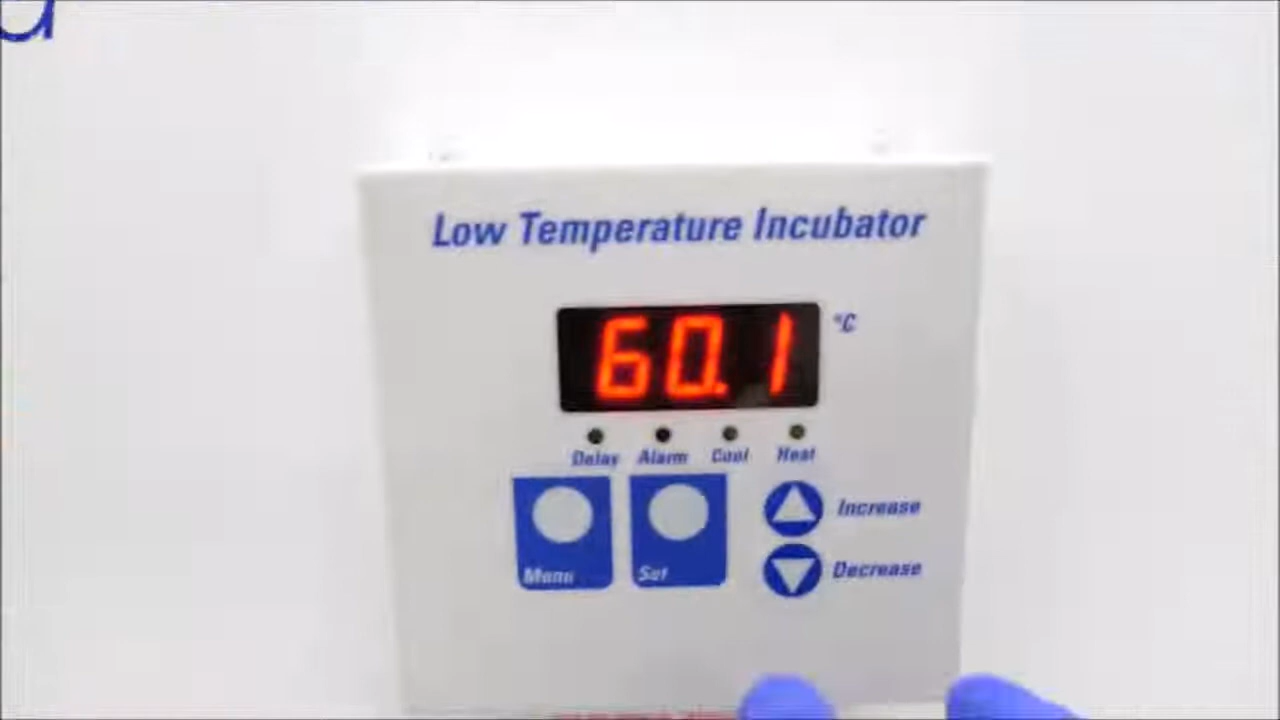 Low Temperature Incubator
60.1 °C
Delay Alarm Cool Heat
Increase
Menu Set
Decrease